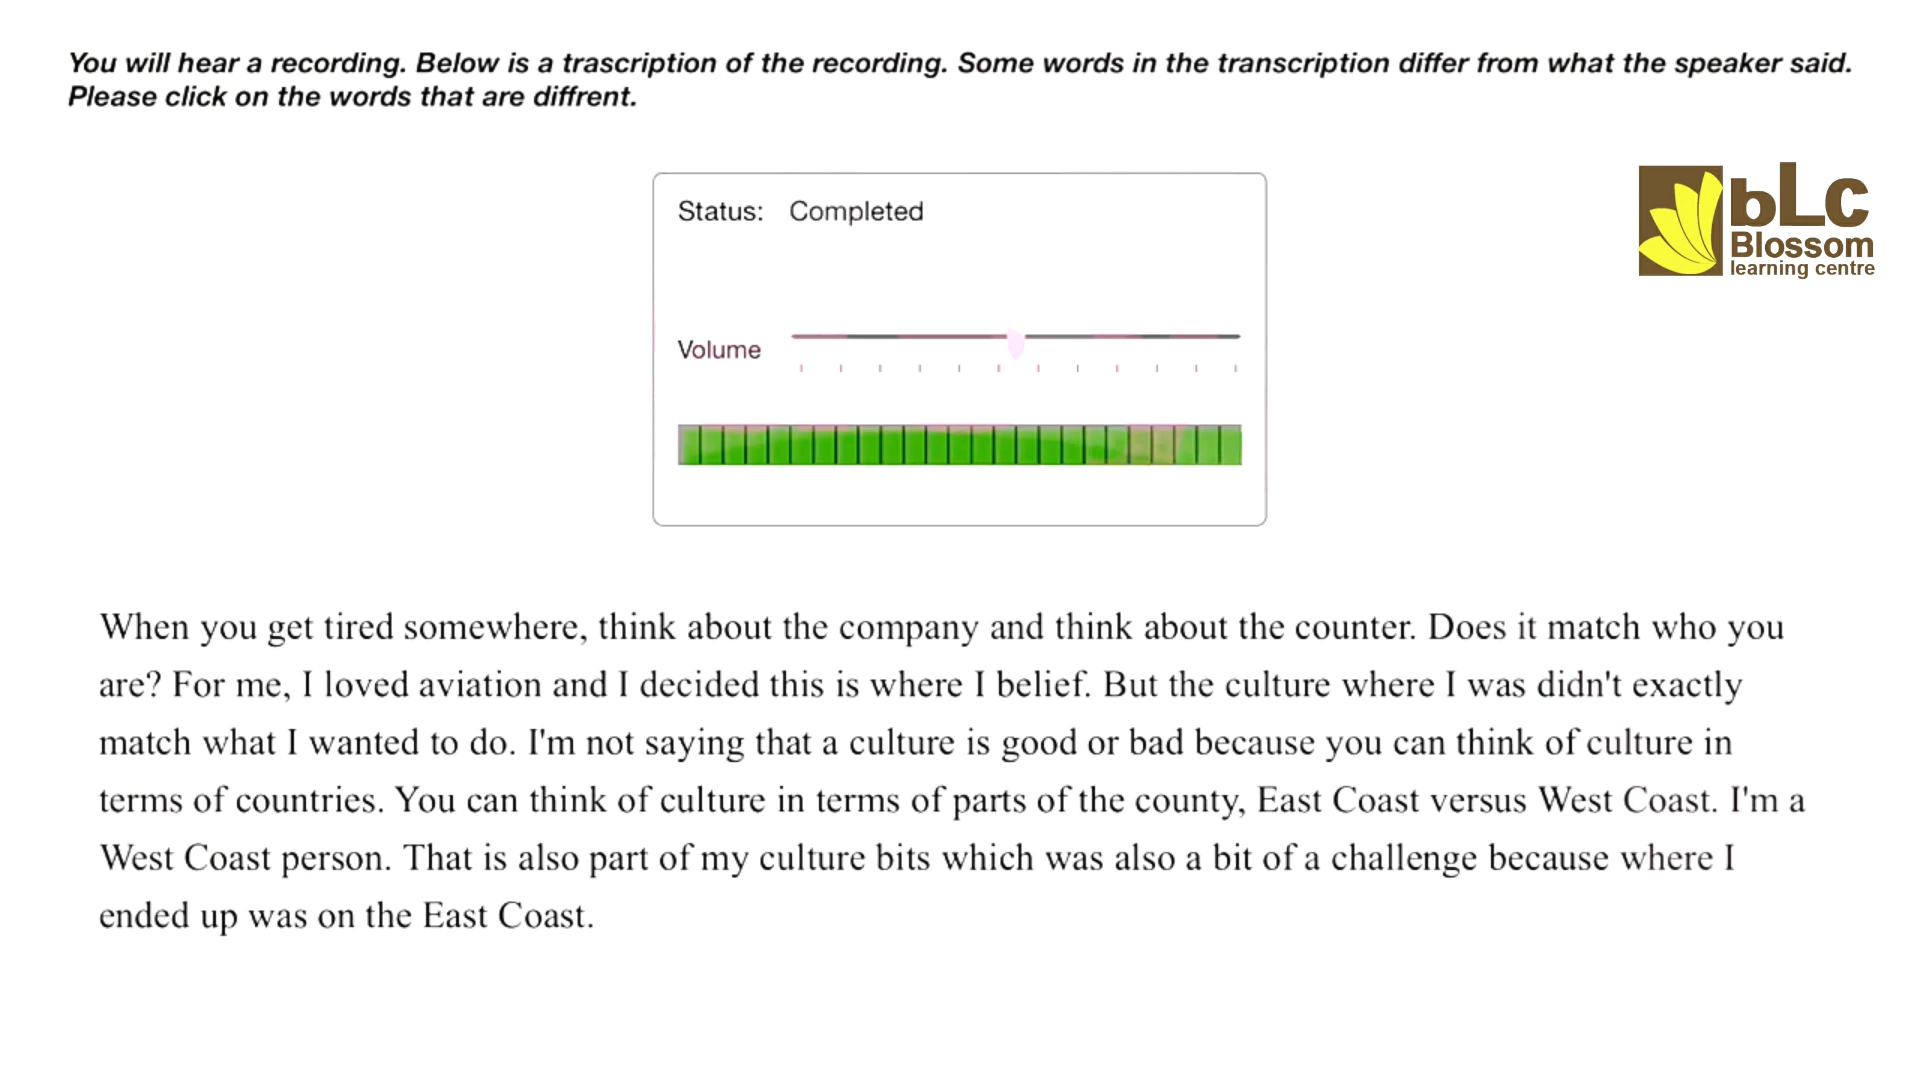 You will hear a recording. Below is a trascription of the recording. Some words in the transcription differ from what the speaker said.
Please click on the words that are diffrent.
bLc
Blossom
learning centre
Status: Completed
Volume
When you get tired somewhere, think about the company and think about the counter. Does it match who you
are? For me, I loved aviation and I decided this is where I belief. But the culture where I was didn't exactly
match what I wanted to do. I'm not saying that a culture is good or bad because you can think of culture in
terms of countries. You can think of culture in terms of parts of the county, East Coast versus West Coast. I'm a
West Coast person. That is also part of my culture bits which was also a bit of a challenge because where I
ended up was on the East Coast.